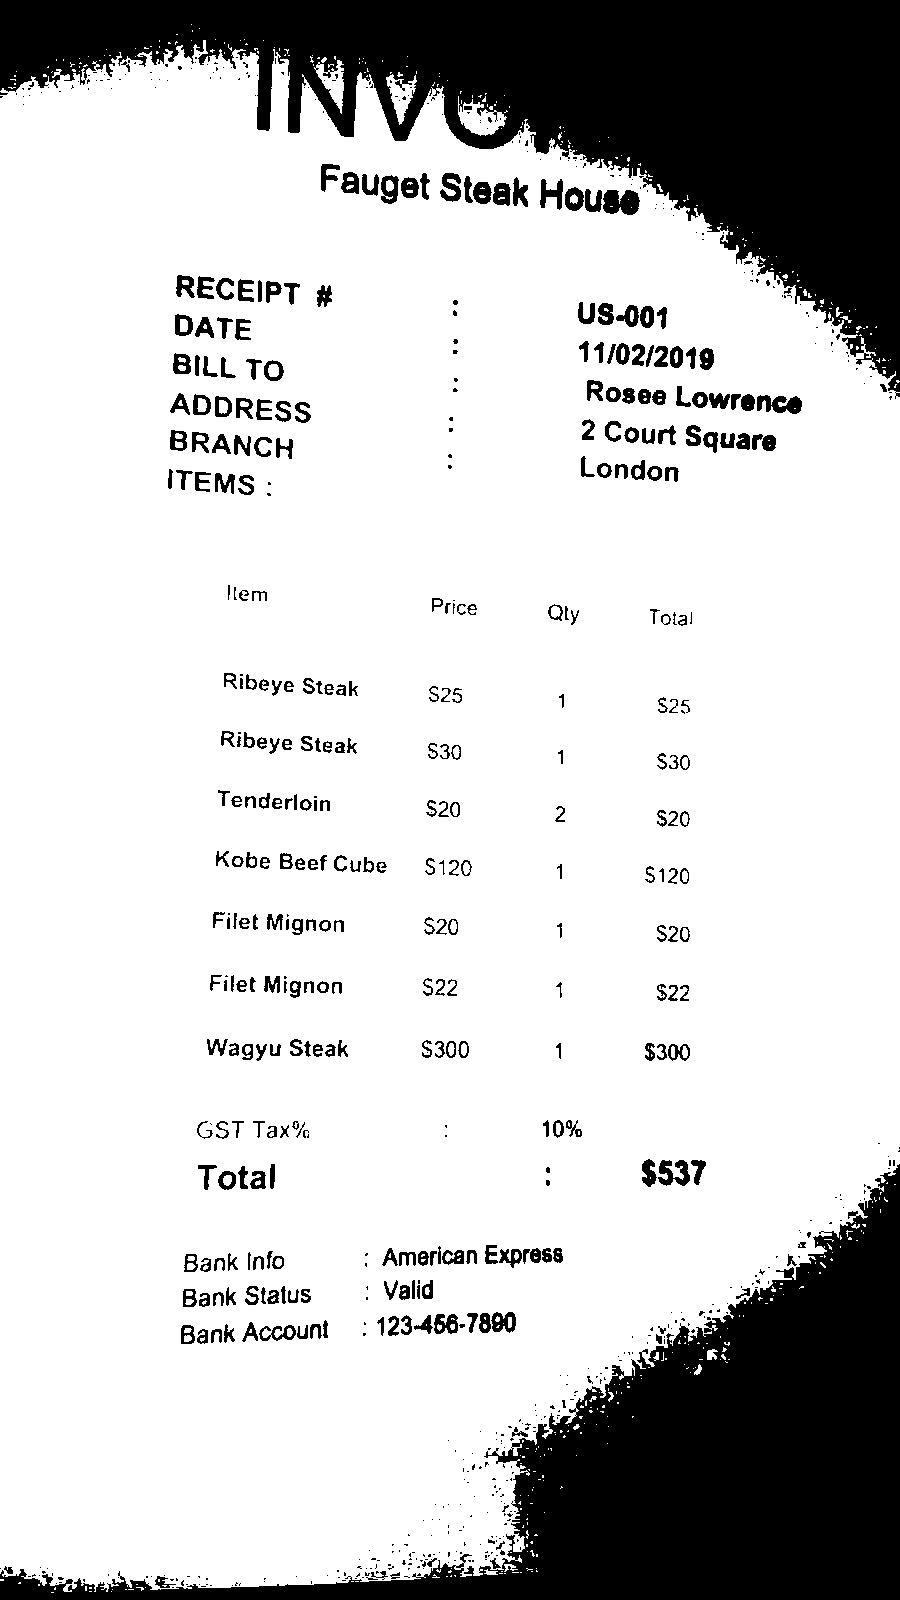 Fauget Steak House
RECEIPT # : US-001
DATE : 11/02/2019
BILL TO : Rosee Lowrence
ADDRESS : 2 Court Square
BRANCH : London
ITEMS :
Item Price Qty Total
Ribeye Steak $25 1 $25
Ribeye Steak $30 1 $30
Tenderloin $20 2 $20
Kobe Beef Cube $120 1 $120
Filet Mignon $20 1 $20
Filet Mignon $22 1 $22
Wagyu Steak $300 1 $300
GST Tax% : 10%
Total : $537
Bank Info : American Express
Bank Status : Valid
Bank Account : 123-456-7890